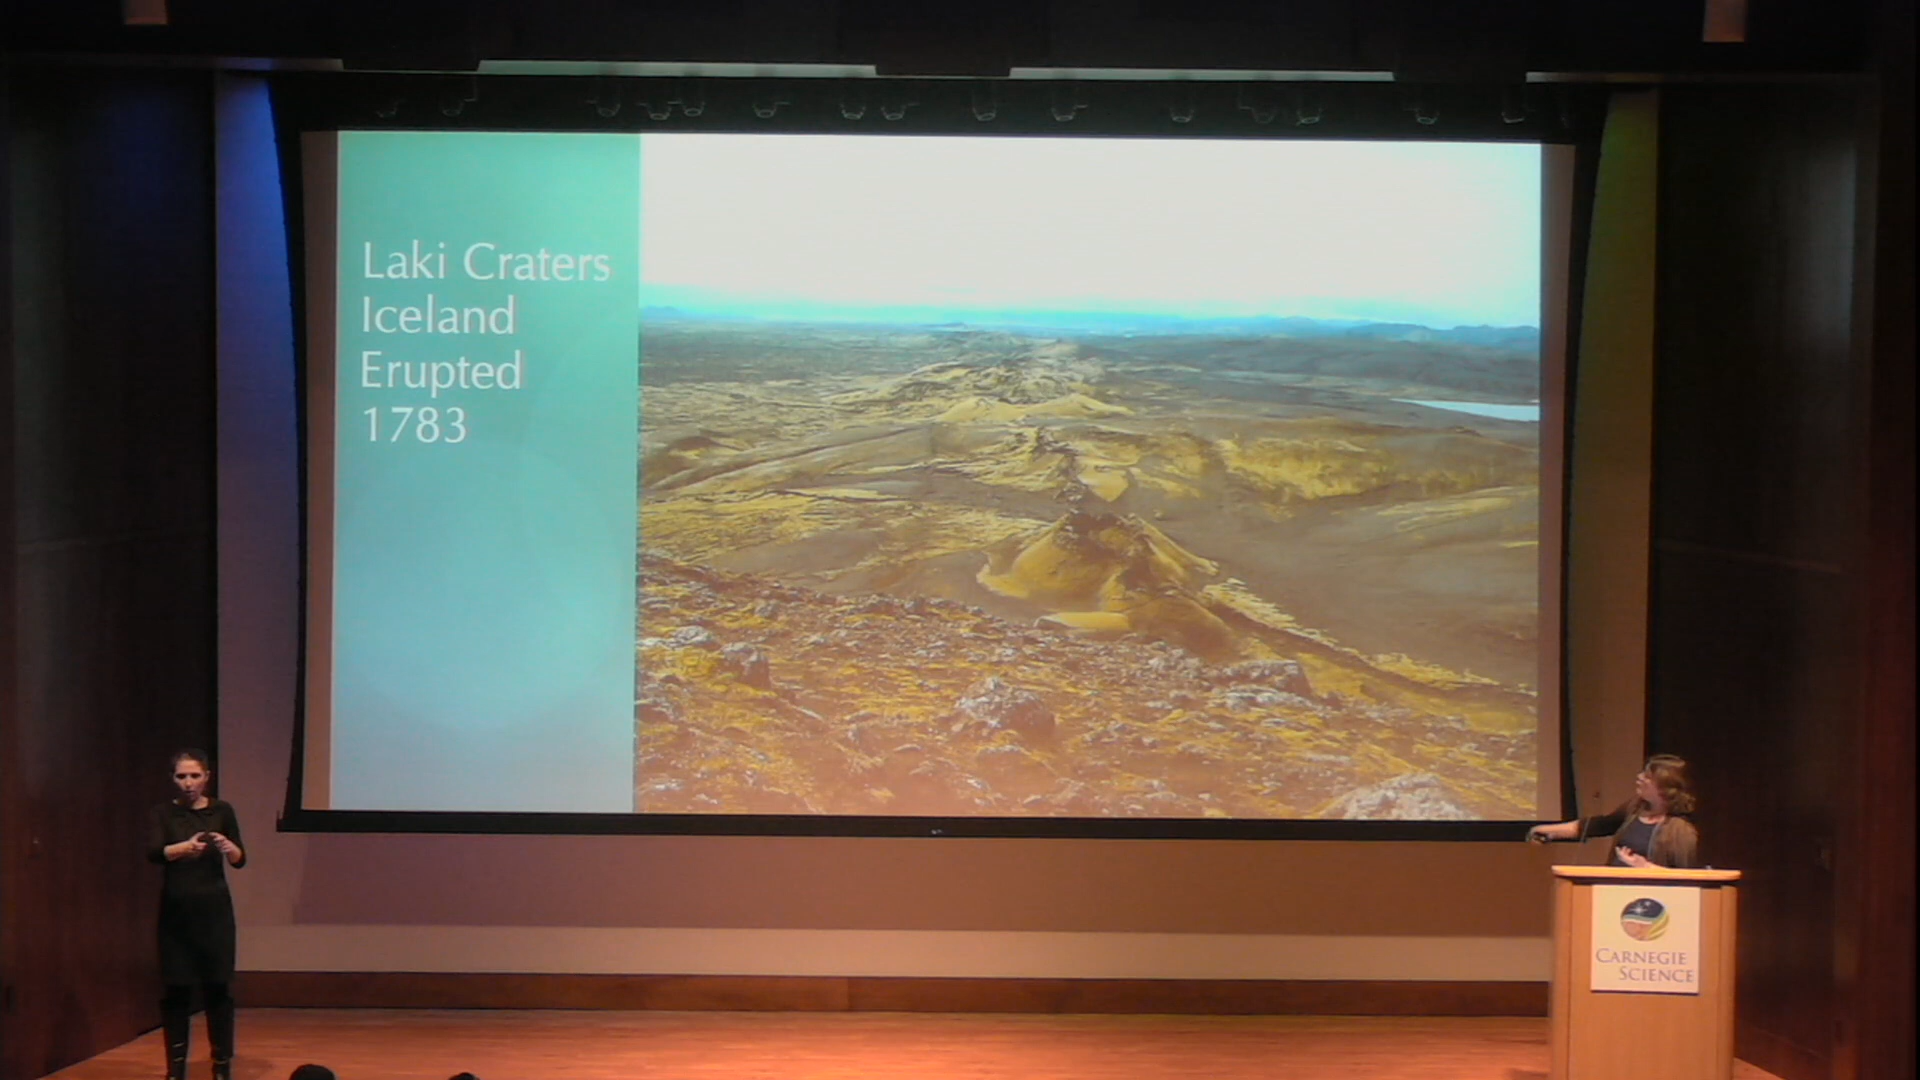 Laki Craters
Iceland
Erupted
1783
CARNEGIE
SCIENCE